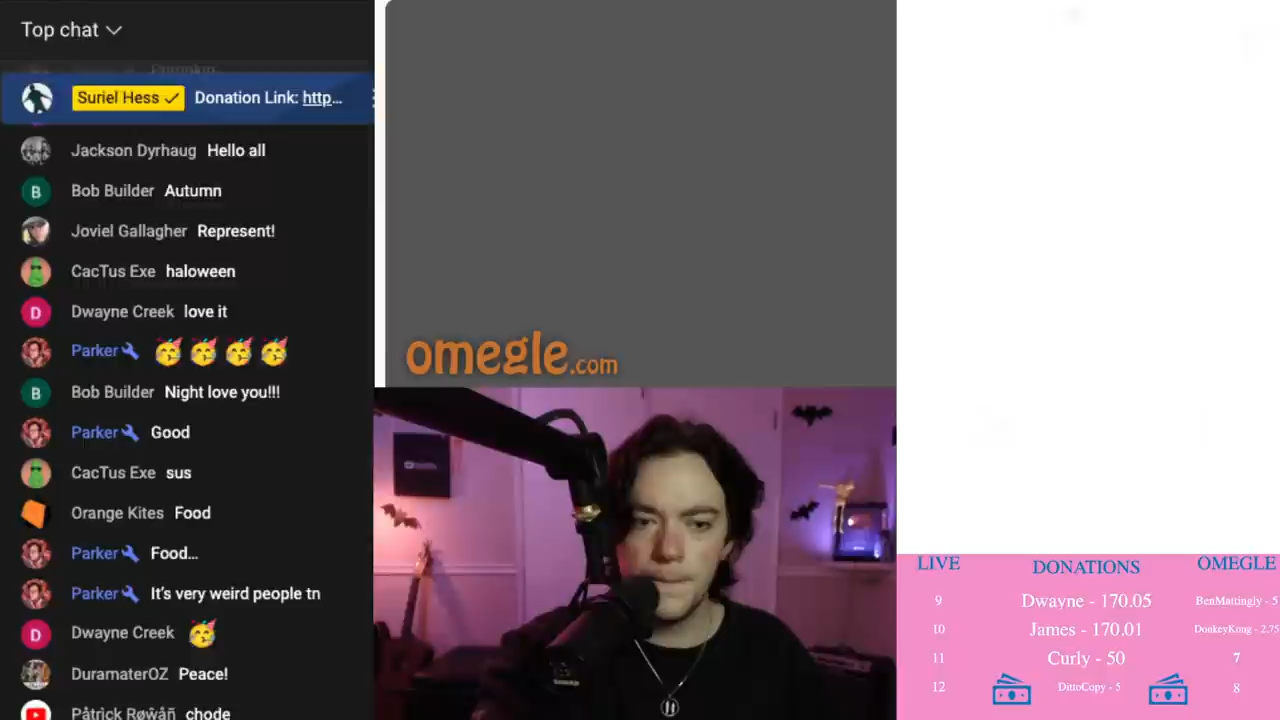 Top chat
Suriel Hess Donation Link: http...
Jackson Dyrhaug Hello all
Bob Builder Autumn
Joviel Gallagher Represent!
CacTus Exe haloween
Dwayne Creek love it
Parker 🥳 🥳 🥳 🥳
Bob Builder Night love you!!!
Parker Good
CacTus Exe sus
Orange Kites Food
Parker Food...
Parker It's very weird people tn
Dwayne Creek 🥳
DuramaterOZ Peace!
Påtrìck Røŵåñ chode
omegle.com
LIVE DONATIONS OMEGLE
9 Dwayne - 170.05 BenMattingly - 5
10 James - 170.01 DonkeyKong - 2.75
11 Curly - 50 7
12 DittoCopy - 5 8